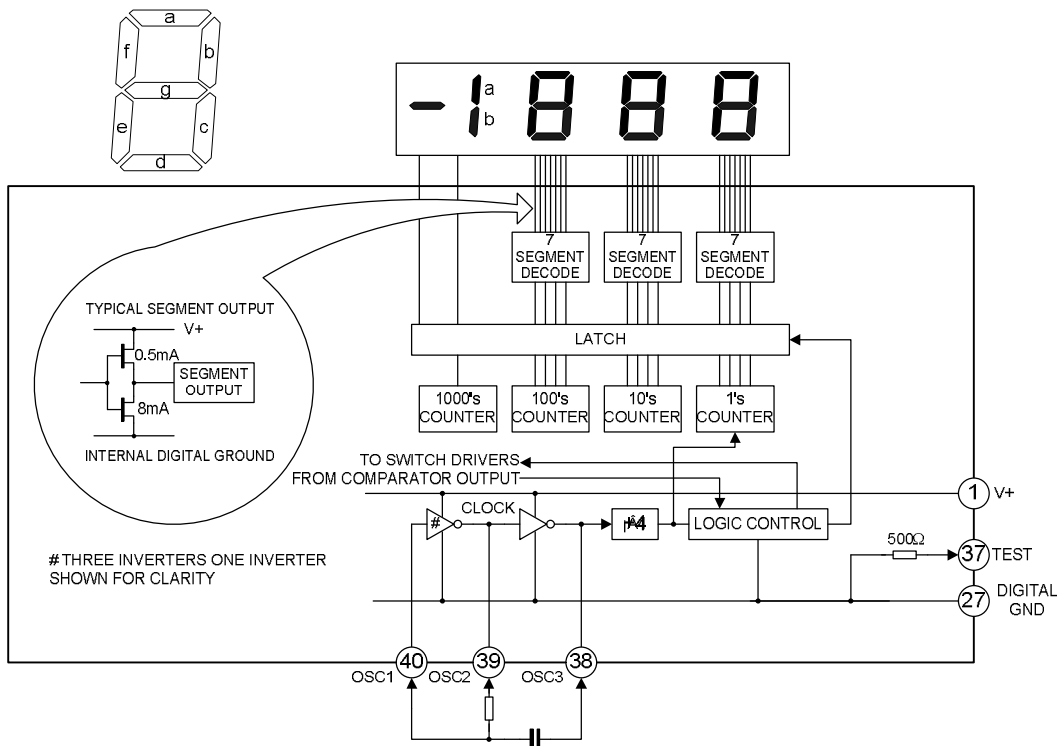 a
f
b
g
e
c
d
a
b
7
SEGMENT
DECODE
7
SEGMENT
DECODE
7
SEGMENT
DECODE
TYPICAL SEGMENT OUTPUT
V+
0.5mA
SEGMENT
OUTPUT
8mA
INTERNAL DIGITAL GROUND
LATCH
1000's
COUNTER
100's
COUNTER
10's
COUNTER
1's
COUNTER
TO SWITCH DRIVERS
FROM COMPARATOR OUTPUT
1
V+
CLOCK
#
LOGIC CONTROL
500Ω
37
TEST
# THREE INVERTERS ONE INVERTER
SHOWN FOR CLARITY
27
DIGITAL
GND
40
39
38
OSC1
OSC2
OSC3